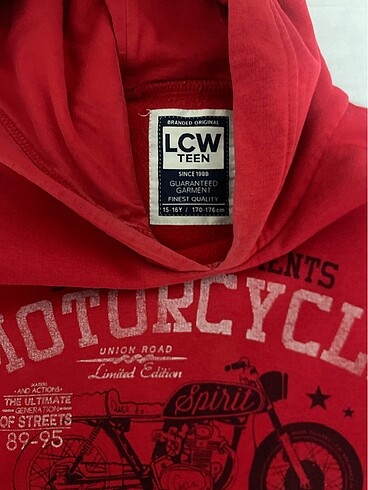 BRANDED ORIGINAL
LCW
TEEN
SINCE 1988
GUARANTEED
GARMENT
FINEST QUALITY
15-16Y / 170-176cm
MOTORCYCL
UNION ROAD
Limited Edition
AND ACTIONS
THE ULTIMATE
GENERATION
OF STREETS
89-95
Spirit